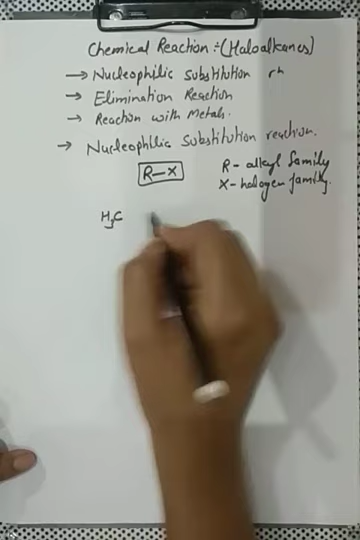 Chemical Reaction :- (Haloalkanes)
→ Nucleophilic Substitution rn
→ Elimination Reaction
→ Reaction with Metals.
→ Nucleophilic Substitution reaction.
R—X
R - alkyl family
X - halogen family.
H₃C